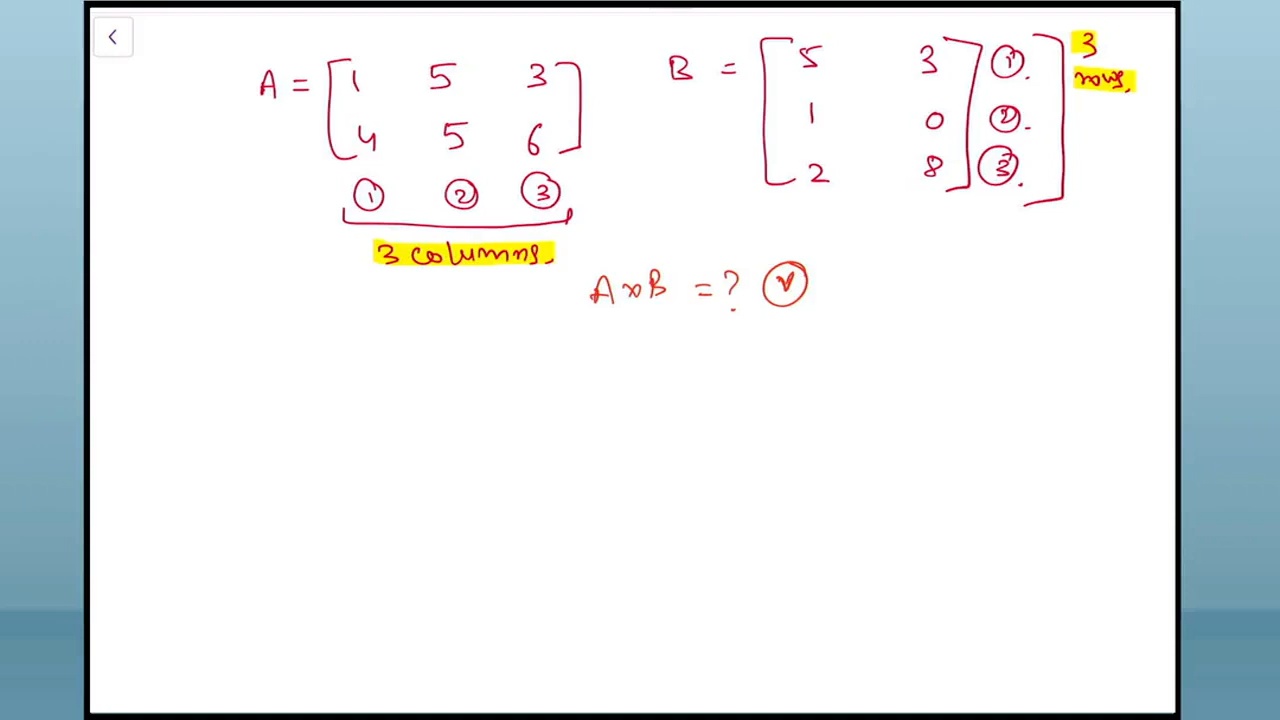 A = [1 5 3
4 5 6]
① ② ③
3 columns.
B = [5 3] ①.
1 0 ②.
2 8 ③.
3
rows.
A×B = ?